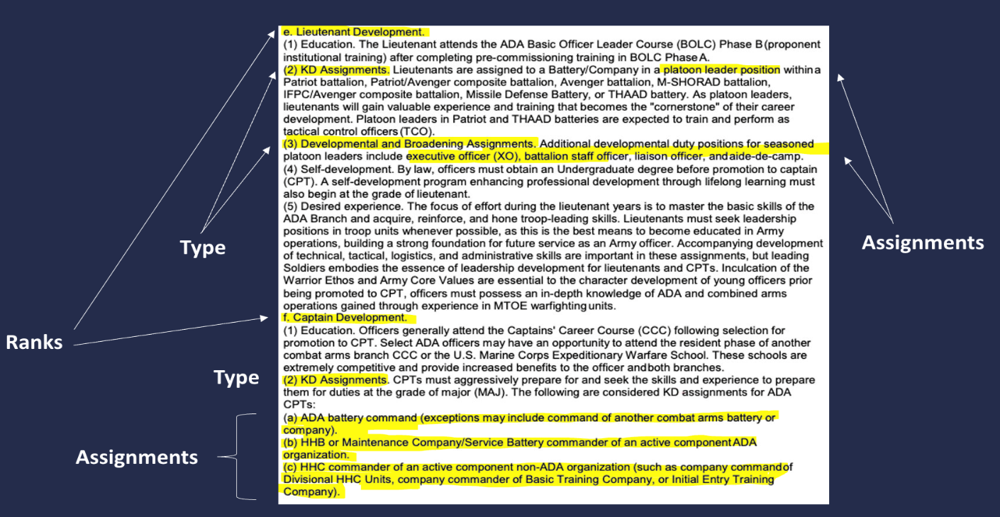 e. Lieutenant Development.
(1) Education. The Lieutenant attends the ADA Basic Officer Leader Course (BOLC) Phase B (proponent
institutional training) after completing pre-commissioning training in BOLC Phase A.
(2) KD Assignments. Lieutenants are assigned to a Battery/Company in a platoon leader position within a
Patriot battalion, Patriot/Avenger composite battalion, Avenger battalion, M-SHORAD battalion,
IFPC/Avenger composite battalion, Missile Defense Battery, or THAAD battery. As platoon leaders,
lieutenants will gain valuable experience and training that becomes the "cornerstone" of their career
development. Platoon leaders in Patriot and THAAD batteries are expected to train and perform as
tactical control officers (TCO).
(3) Developmental and Broadening Assignments. Additional developmental duty positions for seasoned
platoon leaders include executive officer (XO), battalion staff officer, liaison officer, and aide-de-camp.
(4) Self-development. By law, officers must obtain an Undergraduate degree before promotion to captain
(CPT). A self-development program enhancing professional development through lifelong learning must
also begin at the grade of lieutenant.
(5) Desired experience. The focus of effort during the lieutenant years is to master the basic skills of the
ADA Branch and acquire, reinforce, and hone troop-leading skills. Lieutenants must seek leadership
positions in troop units whenever possible, as this is the best means to become educated in Army
operations, building a strong foundation for future service as an Army officer. Accompanying development
of technical, tactical, logistics, and administrative skills are important in these assignments, but leading
Soldiers embodies the essence of leadership development for lieutenants and CPTs. Inculcation of the
Warrior Ethos and Army Core Values are essential to the character development of young officers prior
being promoted to CPT, officers must possess an in-depth knowledge of ADA and combined arms
operations gained through experience in MTOE warfighting units.
f. Captain Development.
(1) Education. Officers generally attend the Captains' Career Course (CCC) following selection for
promotion to CPT. Select ADA officers may have an opportunity to attend the resident phase of another
combat arms branch CCC or the U.S. Marine Corps Expeditionary Warfare School. These schools are
extremely competitive and provide increased benefits to the officer and both branches.
(2) KD Assignments. CPTs must aggressively prepare for and seek the skills and experience to prepare
them for duties at the grade of major (MAJ). The following are considered KD assignments for ADA
CPTs:
(a) ADA battery command (exceptions may include command of another combat arms battery or
company).
(b) HHB or Maintenance Company/Service Battery commander of an active component ADA
organization.
(c) HHC commander of an active component non-ADA organization (such as company command of
Divisional HHC Units, company commander of Basic Training Company, or Initial Entry Training
Company).
Type
Assignments
Ranks
Type
Assignments